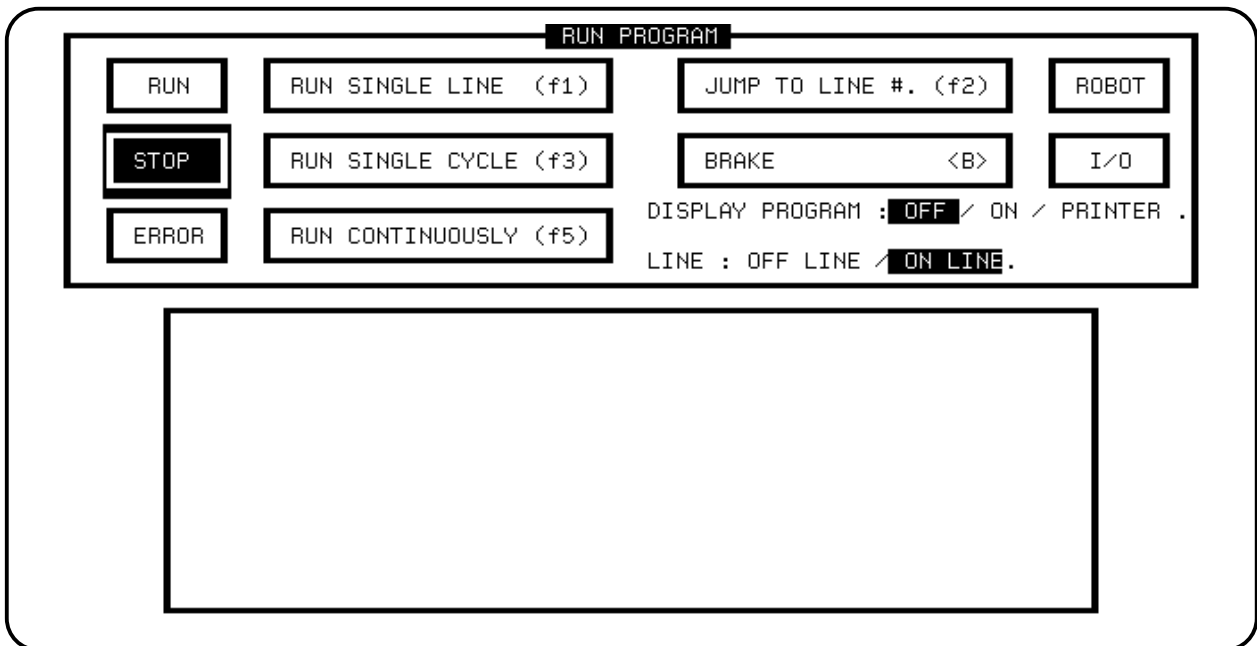 RUN PROGRAM
RUN RUN SINGLE LINE (f1) JUMP TO LINE #. (f2) ROBOT
STOP RUN SINGLE CYCLE (f3) BRAKE <B> I/O
DISPLAY PROGRAM : OFF / ON / PRINTER .
ERROR RUN CONTINUOUSLY (f5)
LINE : OFF LINE / ON LINE.